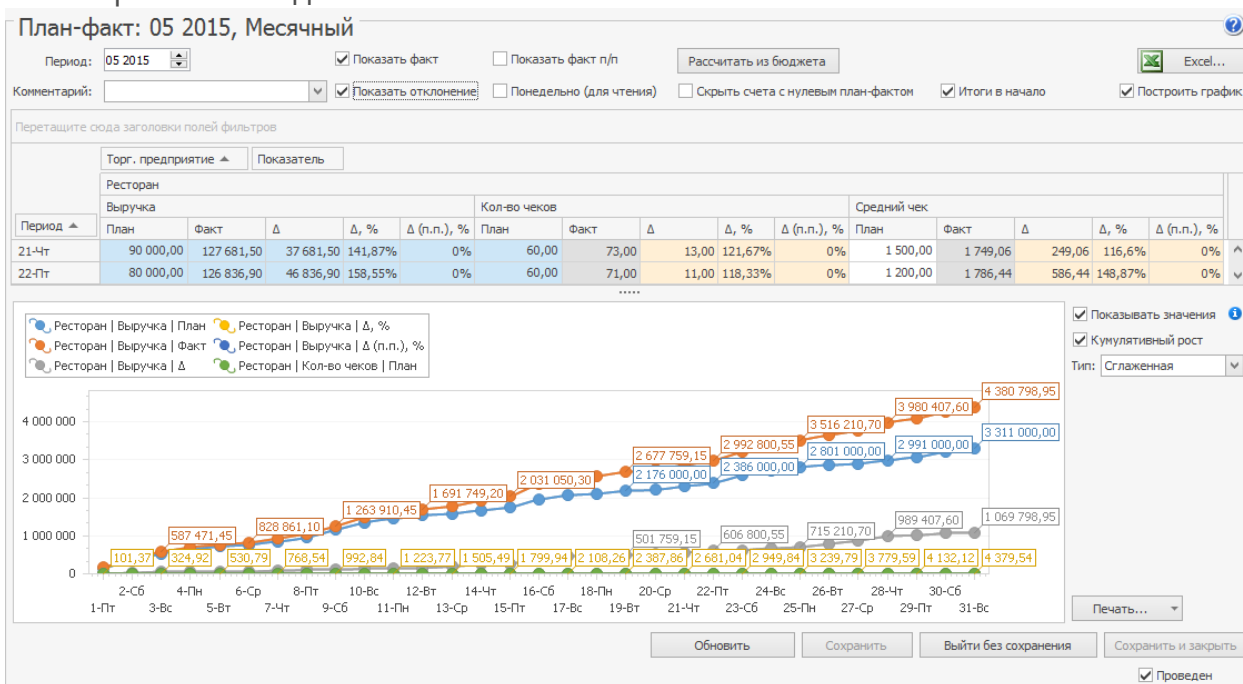 План-факт: 05 2015, Месячный
Период: 05 2015 Показать факт Показать факт п/п Рассчитать из бюджета Excel...
Комментарий: Показать отклонение Понедельно (для чтения) Скрыть счета с нулевым план-фактом Итоги в начало Построить график
Перетащите сюда заголовки полей фильтров
Торг. предприятие Показатель
Ресторан
Выручка Кол-во чеков Средний чек
Период План Факт Δ Δ, % Δ (п.п.), % План Факт Δ Δ, % Δ (п.п.), % План Факт Δ Δ, % Δ (п.п.), %
21-Чт 90 000,00 127 681,50 37 681,50 141,87% 0% 60,00 73,00 13,00 121,67% 0% 1 500,00 1 749,06 249,06 116,6% 0%
22-Пт 80 000,00 126 836,90 46 836,90 158,55% 0% 60,00 71,00 11,00 118,33% 0% 1 200,00 1 786,44 586,44 148,87% 0%
Ресторан | Выручка | План Ресторан | Выручка | Δ, %
Ресторан | Выручка | Факт Ресторан | Выручка | Δ (п.п.), %
Ресторан | Выручка | Δ Ресторан | Кол-во чеков | План
Показывать значения
Кумулятивный рост
Тип: Сглаженная
4 380 798,95
3 980 407,60
4 000 000 3 516 210,70 3 311 000,00
3 000 000 2 677 759,15 2 992 800,55 2 801 000,00 2 991 000,00
2 176 000,00 2 386 000,00
2 000 000 1 263 910,45 1 691 749,20 2 031 050,30
1 000 000 587 471,45 828 861,10 501 759,15 606 800,55 715 210,70 989 407,60 1 069 798,95
101,37 324,92 530,79 768,54 992,84 1 223,77 1 505,49 1 799,94 2 108,26 2 387,86 2 681,04 2 949,84 3 239,79 3 779,59 4 132,12 4 379,54
0
2-Сб 4-Пн 6-Ср 8-Пт 10-Вс 12-Вт 14-Чт 16-Сб 18-Пн 20-Ср 22-Пт 24-Вс 26-Вт 28-Чт 30-Сб
1-Пт 3-Вс 5-Вт 7-Чт 9-Сб 11-Пн 13-Ср 15-Пт 17-Вс 19-Вт 21-Чт 23-Сб 25-Пн 27-Ср 29-Пт 31-Вс
Печать...
Обновить Сохранить Выйти без сохранения Сохранить и закрыть
Проведен